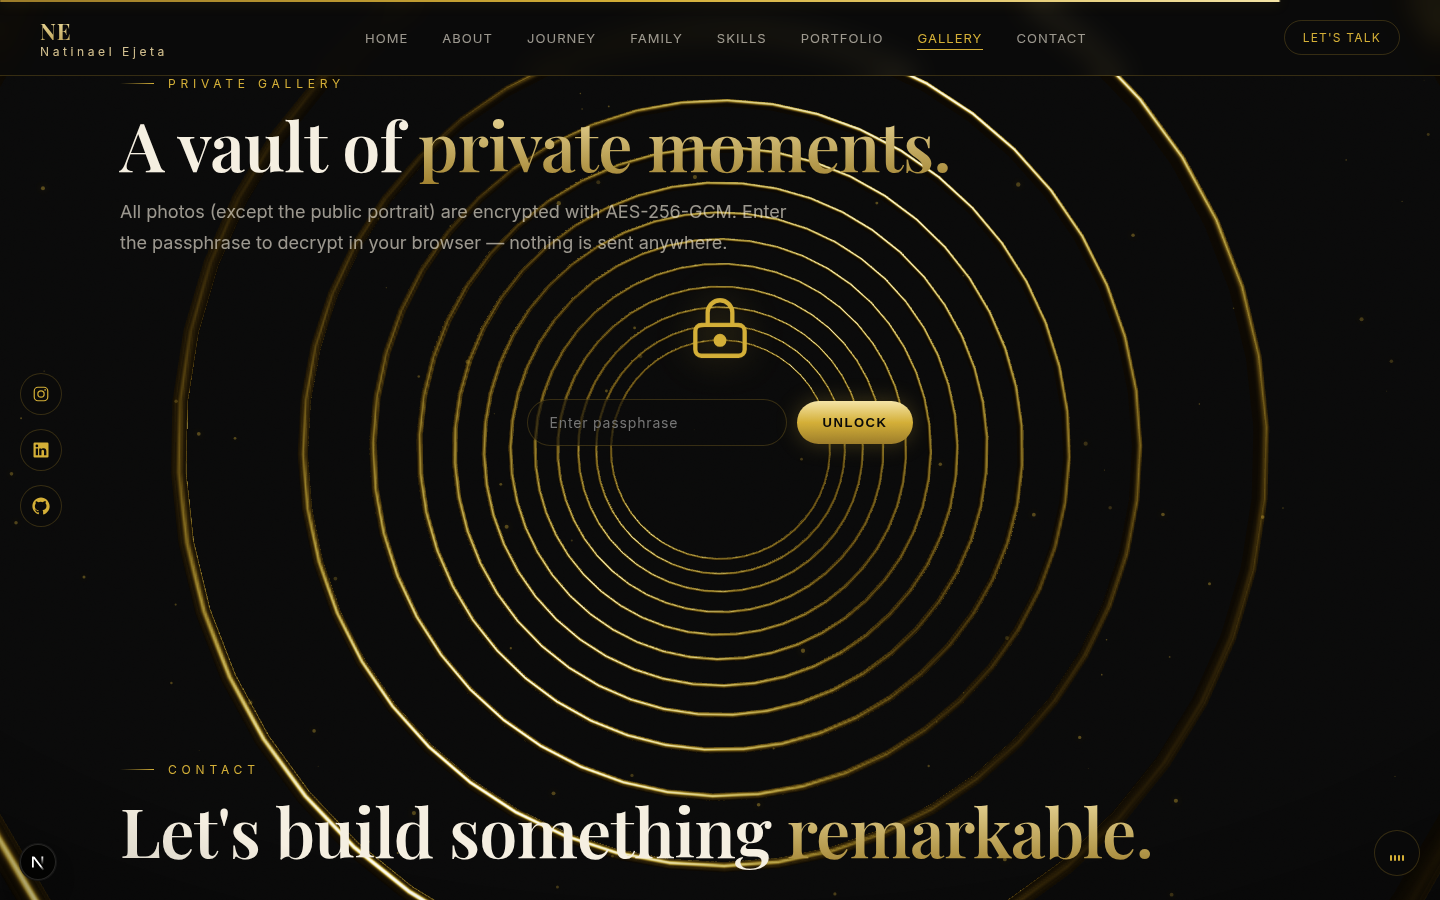 NE
Natinael Ejeta
HOME ABOUT JOURNEY FAMILY SKILLS PORTFOLIO GALLERY CONTACT
LET'S TALK
PRIVATE GALLERY
A vault of private moments.
All photos (except the public portrait) are encrypted with AES-256-GCM. Enter
the passphrase to decrypt in your browser — nothing is sent anywhere.
Enter passphrase
UNLOCK
CONTACT
Let's build something remarkable.
N